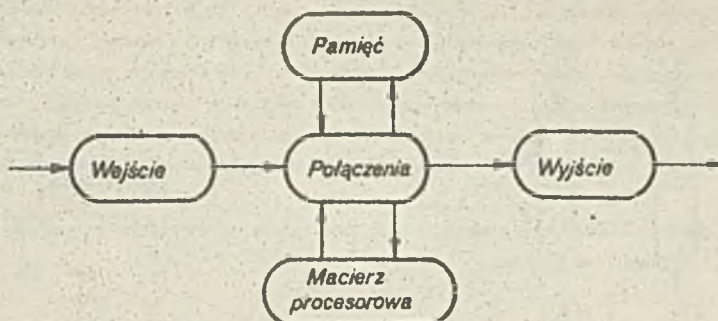 Pamięć
Wejście
Połączenia
Wyjście
Macierz
procesorowa